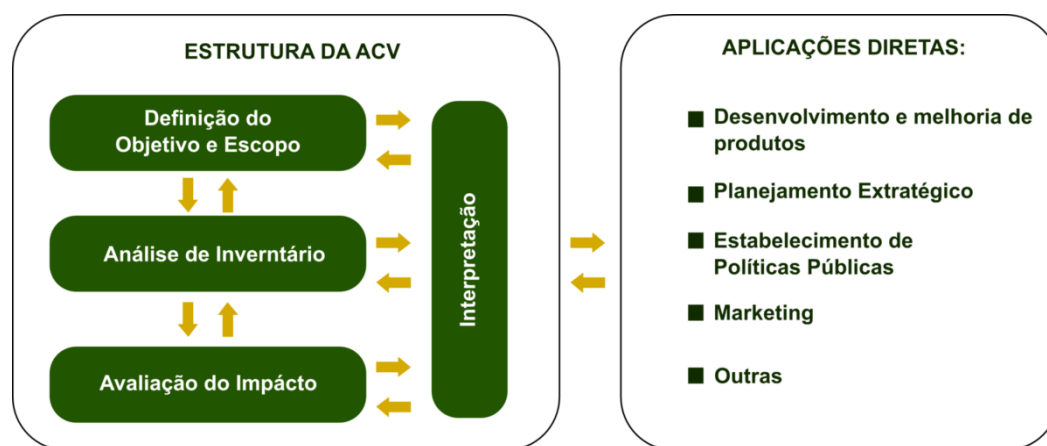 ESTRUTURA DA ACV
Definição do
Objetivo e Escopo
Análise de Inverntário
Avaliação do Impácto
Interpretação
APLICAÇÕES DIRETAS:
Desenvolvimento e melhoria de
produtos
Planejamento Extratégico
Estabelecimento de
Políticas Públicas
Marketing
Outras